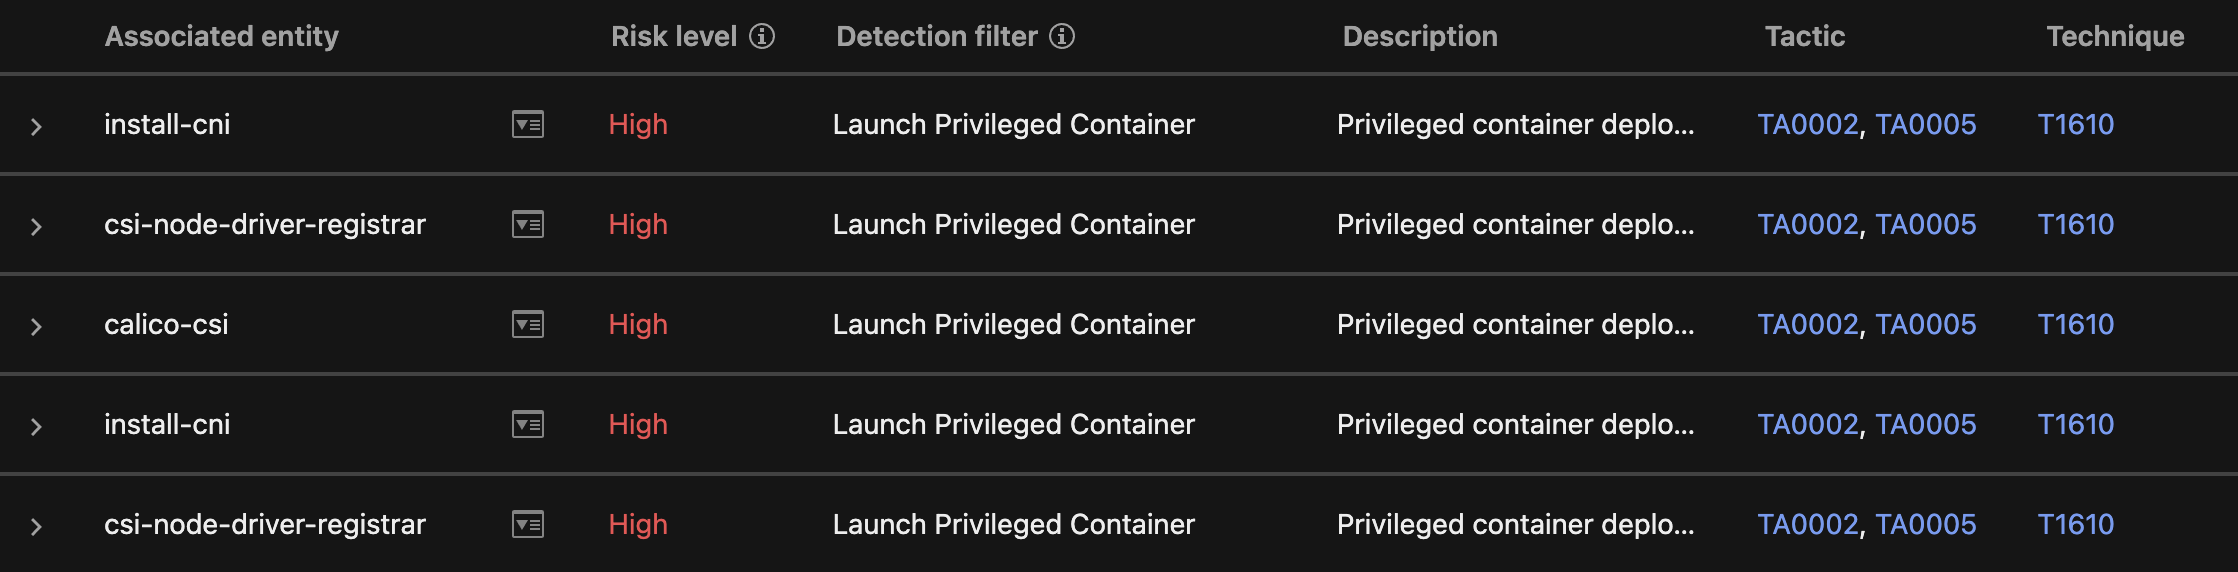 Associated entity Risk level Detection filter Description Tactic Technique
install-cni High Launch Privileged Container Privileged container deplo... TA0002, TA0005 T1610
csi-node-driver-registrar High Launch Privileged Container Privileged container deplo... TA0002, TA0005 T1610
calico-csi High Launch Privileged Container Privileged container deplo... TA0002, TA0005 T1610
install-cni High Launch Privileged Container Privileged container deplo... TA0002, TA0005 T1610
csi-node-driver-registrar High Launch Privileged Container Privileged container deplo... TA0002, TA0005 T1610